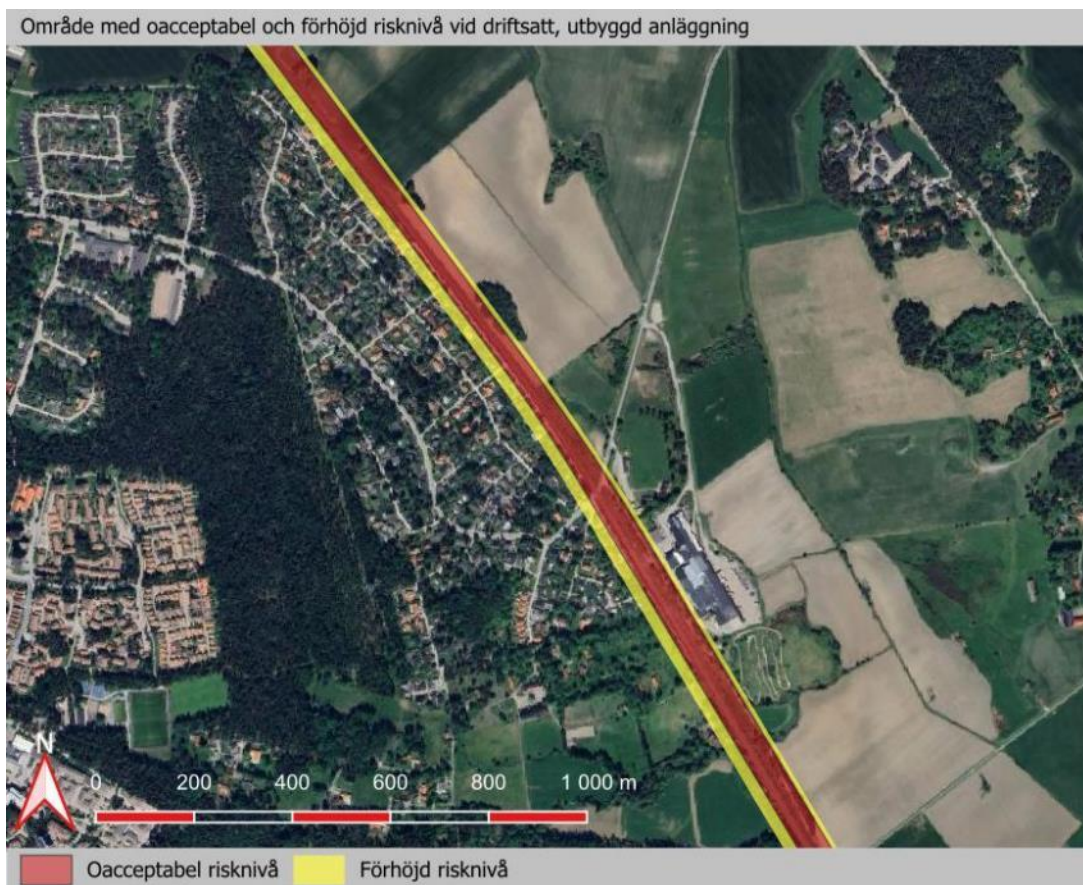 Område med oacceptabel och förhöjd risknivå vid driftsatt, utbyggd anläggning
N
0 200 400 600 800 1 000 m
Oacceptabel risknivå Förhöjd risknivå